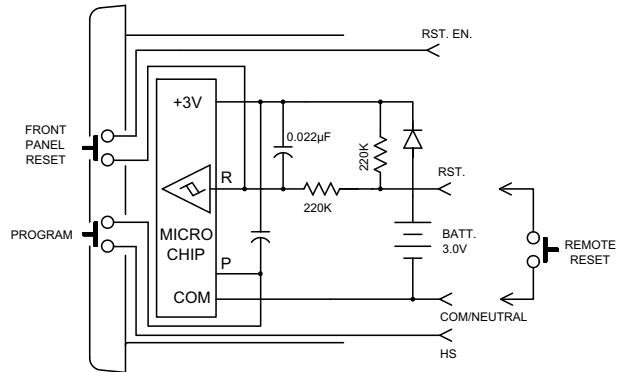 RST. EN.
FRONT
PANEL
RESET
+3V
0.022µF
220K
R
220K
RST.
PROGRAM
MICRO
CHIP
P
COM
BATT.
3.0V
REMOTE
RESET
COM/NEUTRAL
HS